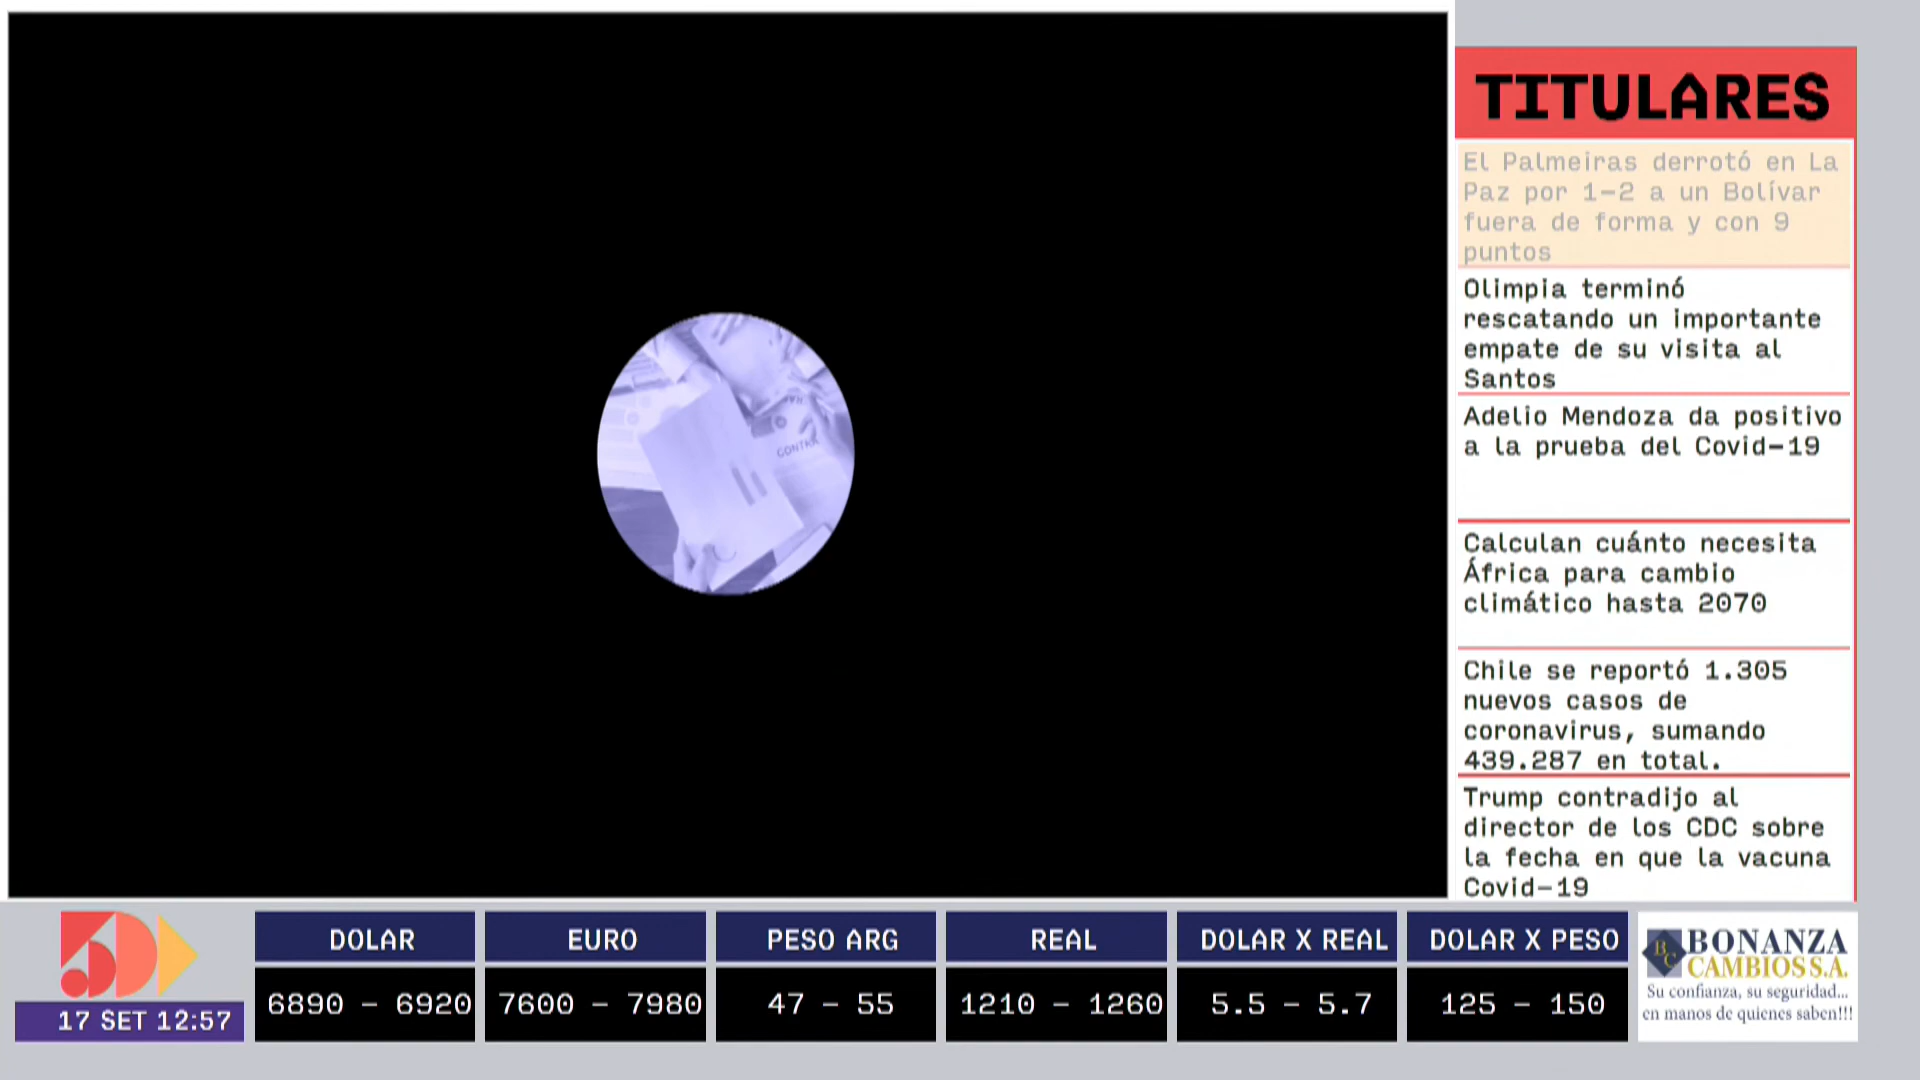 TITULARES
El Palmeiras derrotó en La
Paz por 1-2 a un Bolívar
fuera de forma y con 9
puntos
Olimpia terminó
rescatando un importante
empate de su visita al
Santos
Adelio Mendoza da positivo
a la prueba del Covid-19
Calculan cuánto necesita
África para cambio
climático hasta 2070
Chile se reportó 1.305
nuevos casos de
coronavirus, sumando
439.287 en total.
Trump contradijo al
director de los CDC sobre
la fecha en que la vacuna
Covid-19
5D
17 SET 12:57
DOLAR
6890 - 6920
EURO
7600 - 7980
PESO ARG
47 - 55
REAL
1210 - 1260
DOLAR X REAL
5.5 - 5.7
DOLAR X PESO
125 - 150
BC
BONANZA
CAMBIOS S.A.
Su confianza, su seguridad...
en manos de quienes saben!!!